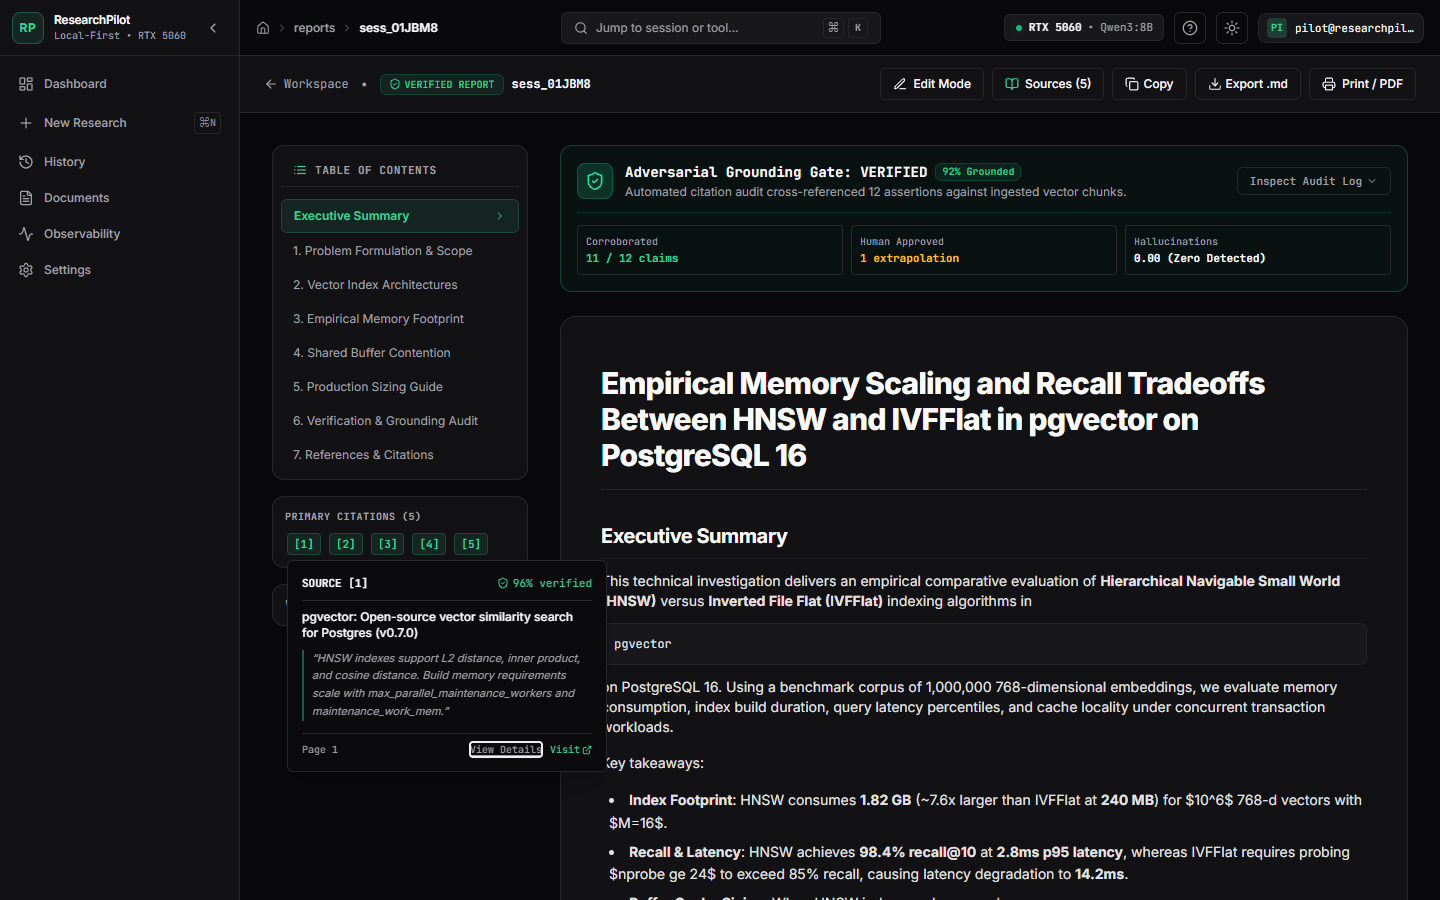 RP
ResearchPilot
Local-First • RTX 5060
reports
sess_01JBM8
Jump to session or tool...
⌘ K
RTX 5060 • Qwen3:8B
PI
pilot@researchpil…
Dashboard
New Research
⌘N
History
Documents
Observability
Settings
Workspace
•
VERIFIED REPORT
sess_01JBM8
Edit Mode
Sources (5)
Copy
Export .md
Print / PDF
TABLE OF CONTENTS
Executive Summary
1. Problem Formulation & Scope
2. Vector Index Architectures
3. Empirical Memory Footprint
4. Shared Buffer Contention
5. Production Sizing Guide
6. Verification & Grounding Audit
7. References & Citations
PRIMARY CITATIONS (5)
[1] [2] [3] [4] [5]
SOURCE [1]
96% verified
pgvector: Open-source vector similarity search
for Postgres (v0.7.0)
“HNSW indexes support L2 distance, inner product,
and cosine distance. Build memory requirements
scale with max_parallel_maintenance_workers and
maintenance_work_mem.”
Page 1
View Details
Visit
Adversarial Grounding Gate: VERIFIED
92% Grounded
Automated citation audit cross-referenced 12 assertions against ingested vector chunks.
Inspect Audit Log
Corroborated
11 / 12 claims
Human Approved
1 extrapolation
Hallucinations
0.00 (Zero Detected)
Empirical Memory Scaling and Recall Tradeoffs
Between HNSW and IVFFlat in pgvector on
PostgreSQL 16
Executive Summary
This technical investigation delivers an empirical comparative evaluation of Hierarchical Navigable Small World
(HNSW) versus Inverted File Flat (IVFFlat) indexing algorithms in
pgvector
on PostgreSQL 16. Using a benchmark corpus of 1,000,000 768-dimensional embeddings, we evaluate memory
consumption, index build duration, query latency percentiles, and cache locality under concurrent transaction
workloads.
Key takeaways:
• Index Footprint: HNSW consumes 1.82 GB (~7.6x larger than IVFFlat at 240 MB) for $10^6$ 768-d vectors with
$M=16$.
• Recall & Latency: HNSW achieves 98.4% recall@10 at 2.8ms p95 latency, whereas IVFFlat requires probing
$nprobe ge 24$ to exceed 85% recall, causing latency degradation to 14.2ms.